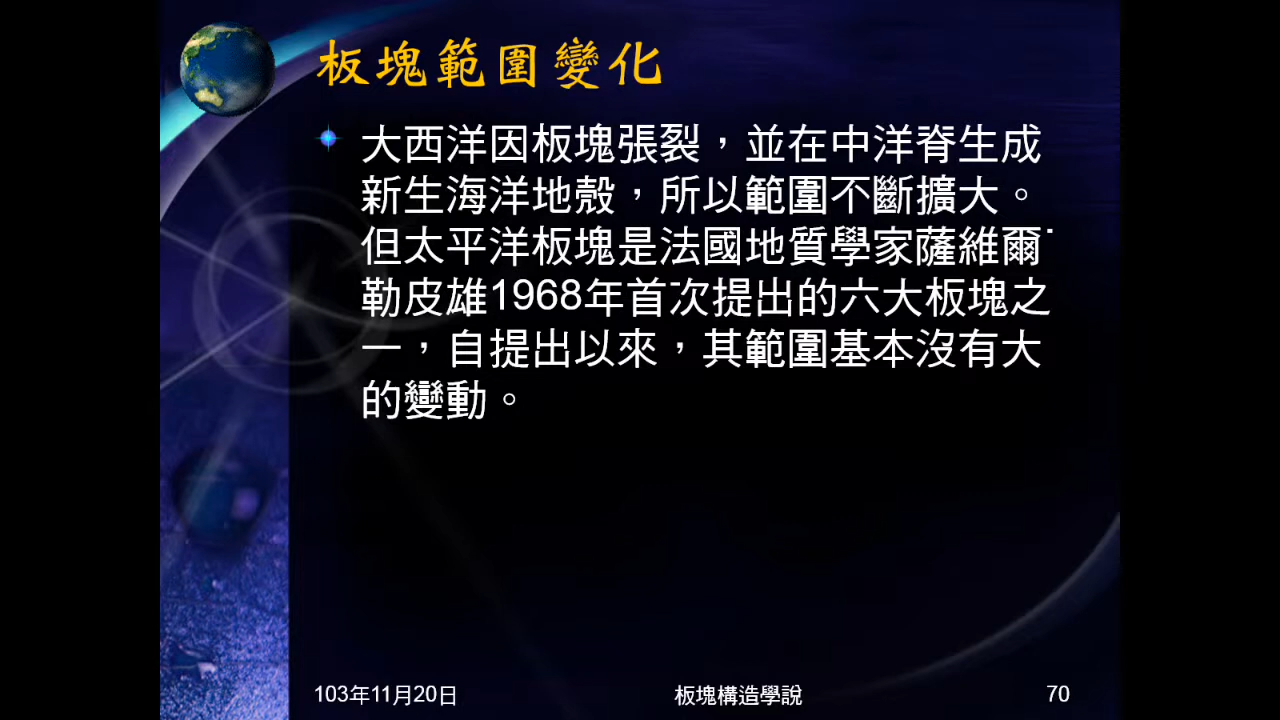 板塊範圍變化
大西洋因板塊張裂，並在中洋脊生成
新生海洋地殼，所以範圍不斷擴大。
但太平洋板塊是法國地質學家薩維爾˙
勒皮雄1968年首次提出的六大板塊之
一，自提出以來，其範圍基本沒有大
的變動。
103年11月20日
板塊構造學說
70